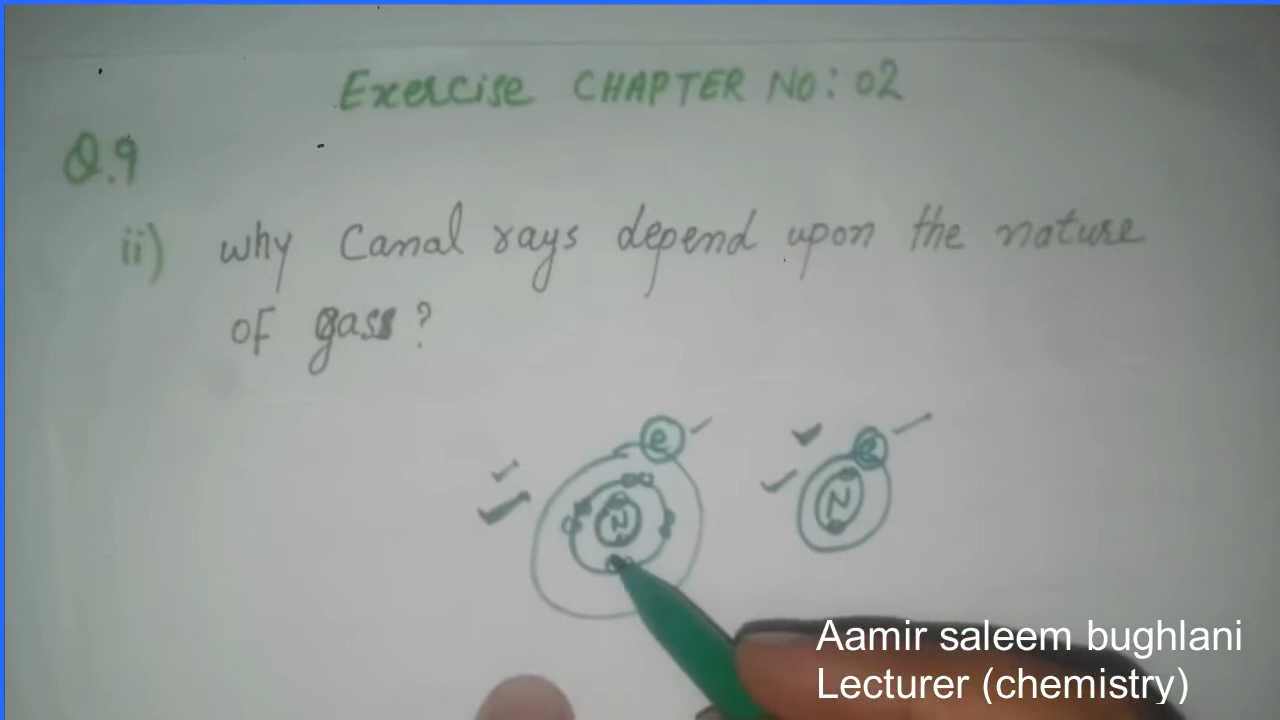 Exercise CHAPTER NO: 02
Q.9
ii) why Canal rays depend upon the nature
of gass?
e e
N N
Aamir saleem bughlani
Lecturer (chemistry)